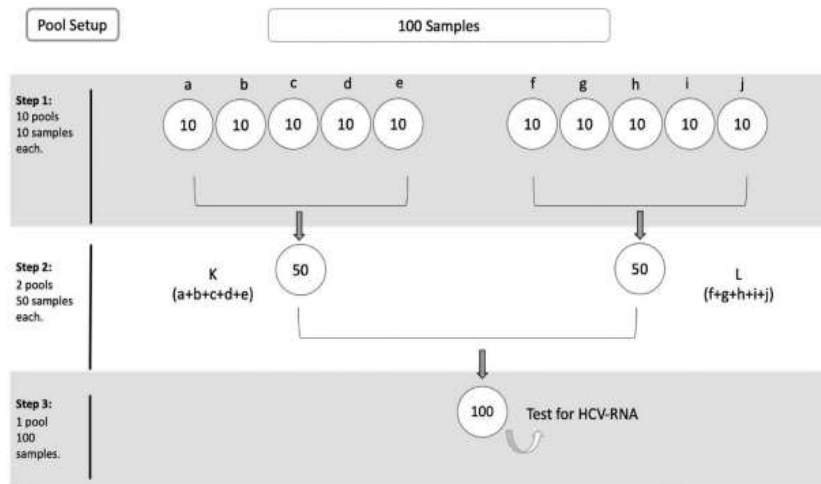 Pool Setup
100 Samples
a b c d e f g h i j
Step 1:
10 pools
10 samples
each.
10 10 10 10 10 10 10 10 10 10
Step 2:
2 pools
50 samples
each.
K
(a+b+c+d+e)
50
50
L
(f+g+h+i+j)
Step 3:
1 pool
100
samples.
100
Test for HCV-RNA